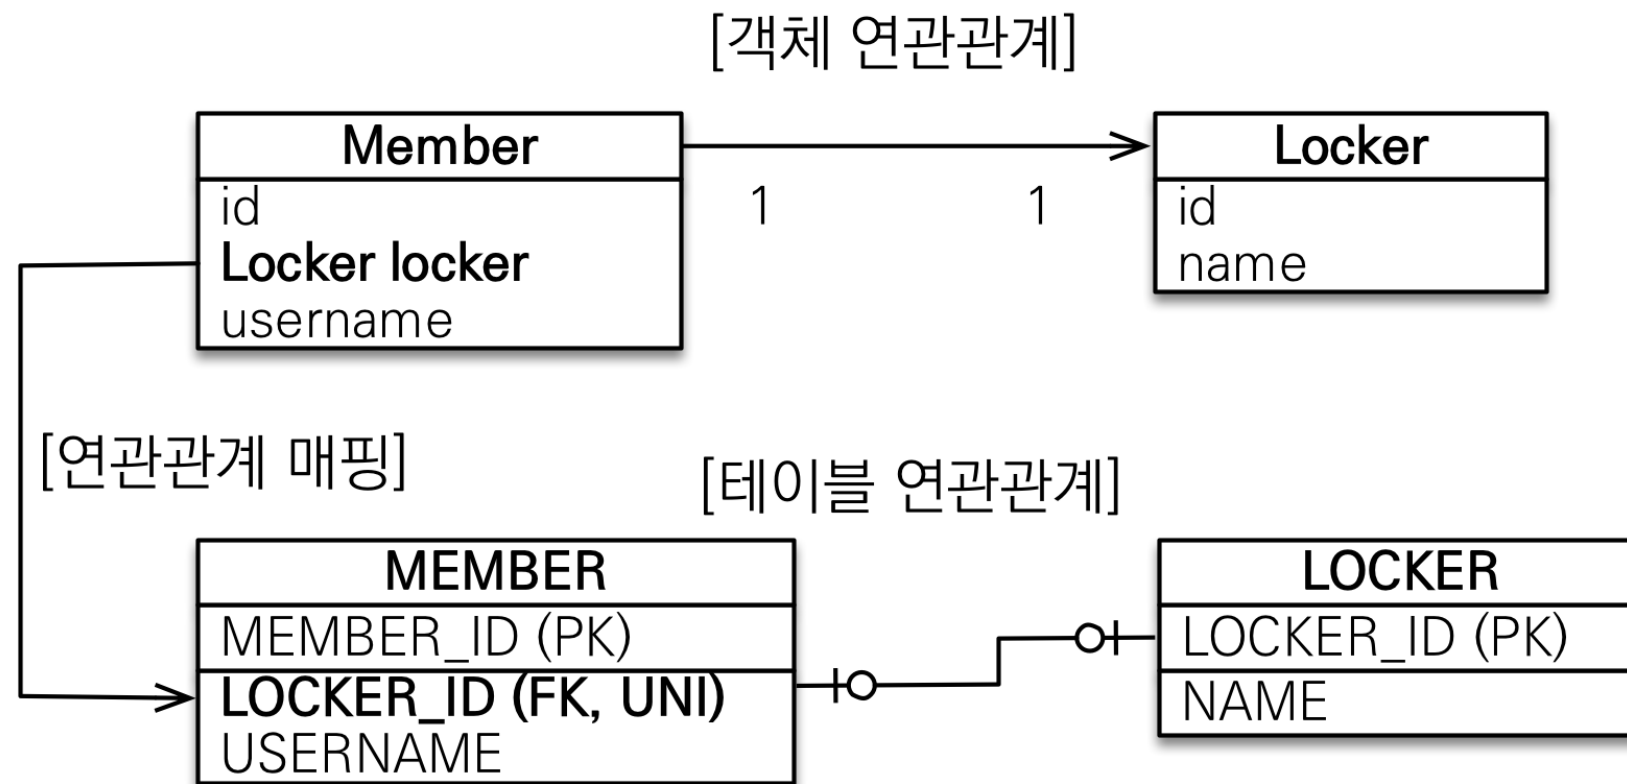 [객체 연관관계]
Member
Locker
id
Locker locker
username
1
1
id
name
[연관관계 매핑]
[테이블 연관관계]
MEMBER
MEMBER_ID (PK)
LOCKER_ID (FK, UNI)
USERNAME
LOCKER
LOCKER_ID (PK)
NAME